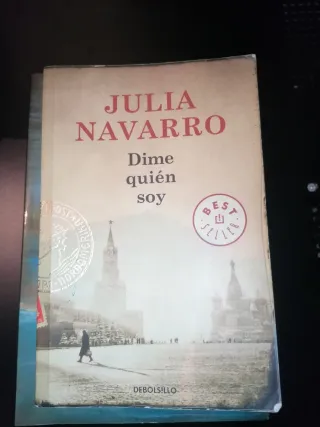 JULIA
NAVARRO
Dime
quién
soy
BEST
SELLER
DEBOLSILLO